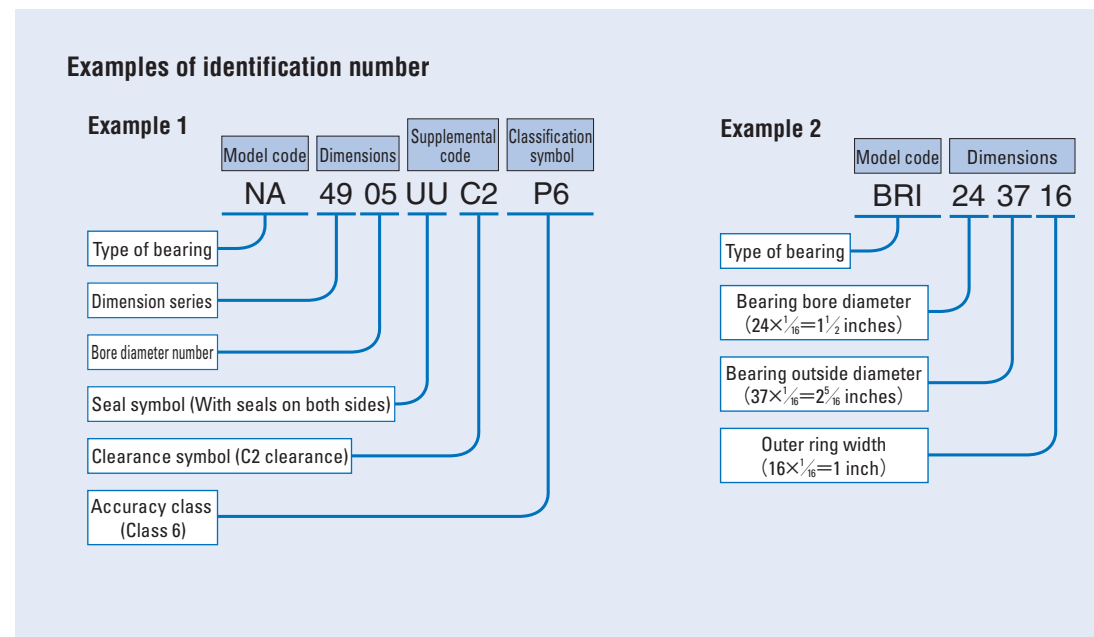 Examples of identification number
Example 1
Model code
Dimensions
Supplemental
code
Classification
symbol
NA 49 05 UU C2 P6
Type of bearing
Dimension series
Bore diameter number
Seal symbol (With seals on both sides)
Clearance symbol (C2 clearance)
Accuracy class
(Class 6)
Example 2
Model code
Dimensions
BRI 24 37 16
Type of bearing
Bearing bore diameter
(24×1/16=1 1/2 inches)
Bearing outside diameter
(37×1/16=2 5/16 inches)
Outer ring width
(16×1/16=1 inch)